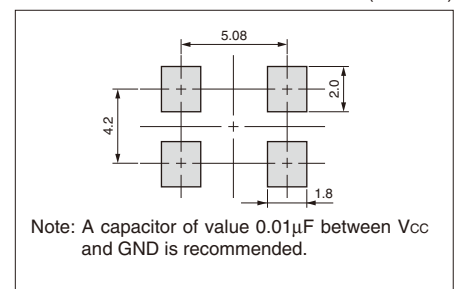 5.08
4.2
2.0
1.8
Note: A capacitor of value 0.01µF between Vcc
and GND is recommended.